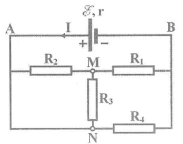 ℰ, r
A I B
+ -
R₂ M R₁
R₃
N R₄